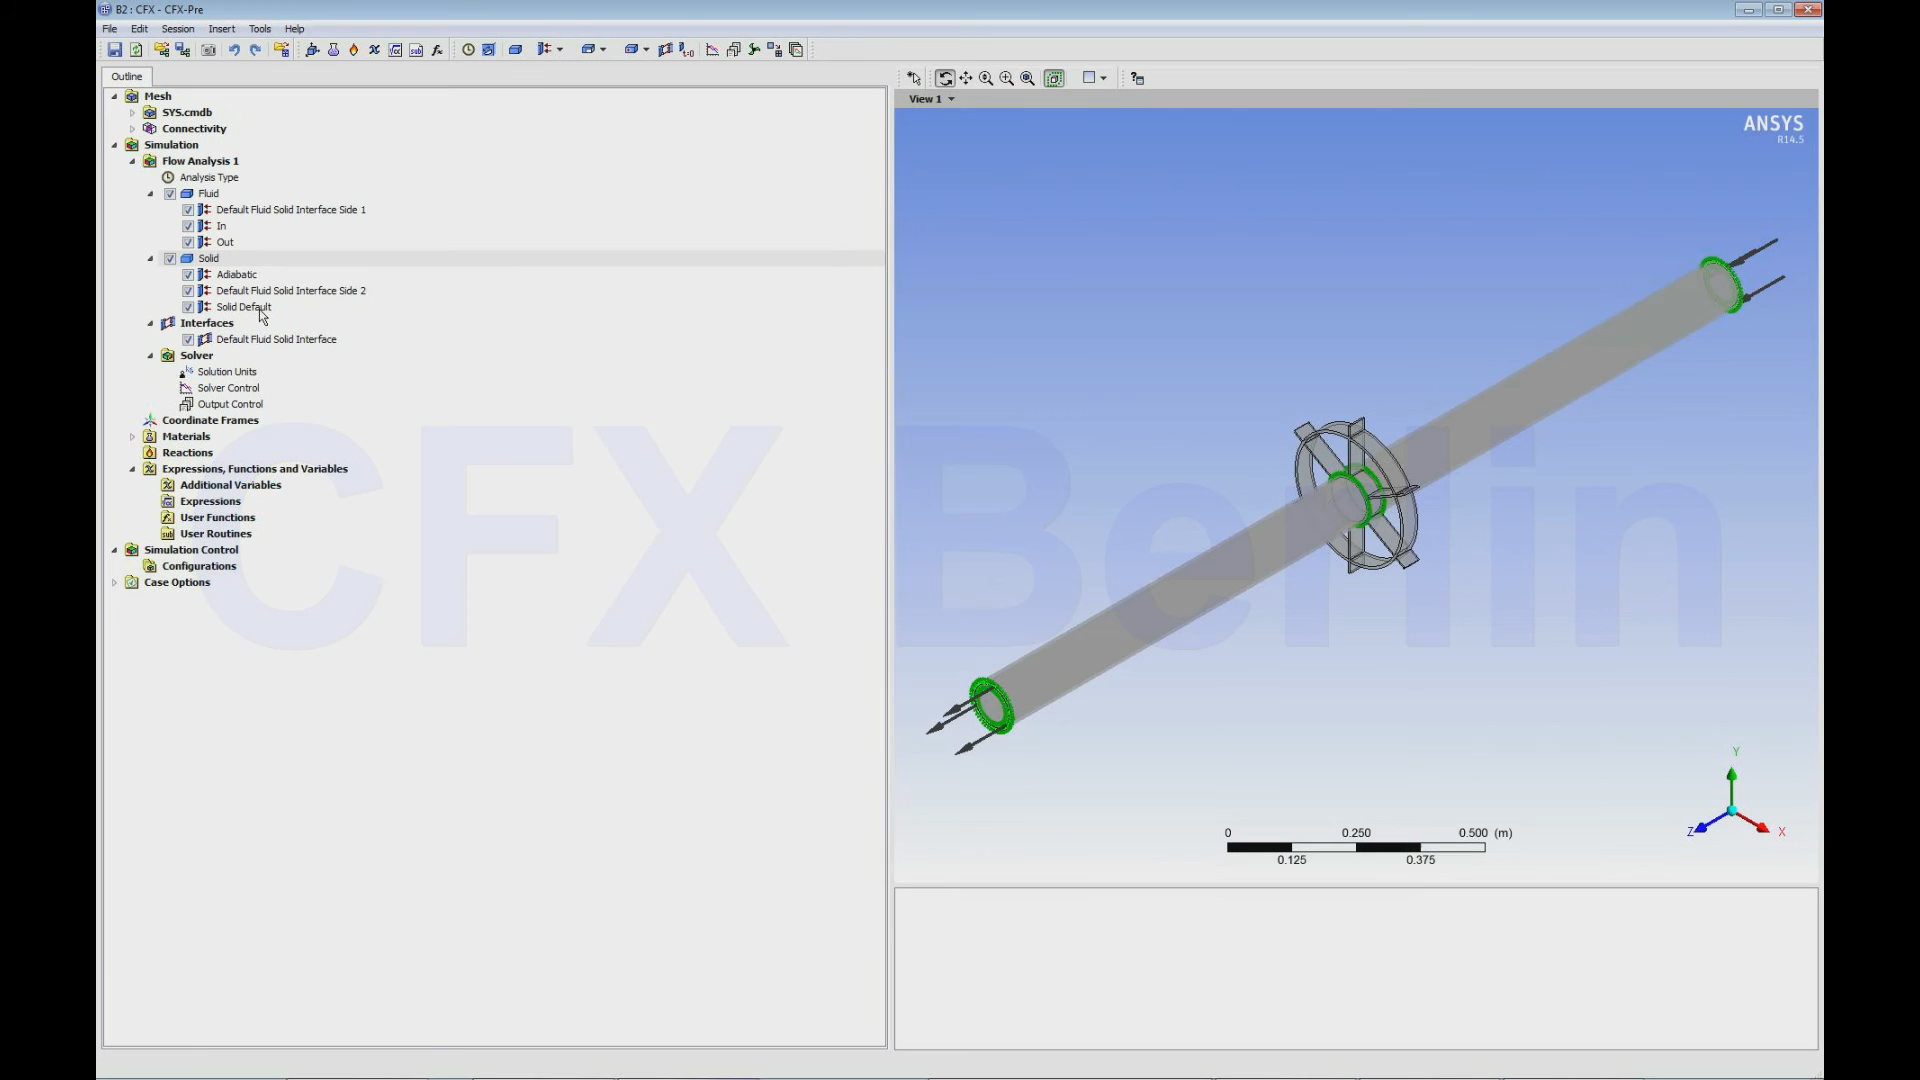 B2 : CFX - CFX-Pre
File Edit Session Insert Tools Help
Outline
Mesh
SYS.cmdb
Connectivity
Simulation
Flow Analysis 1
Analysis Type
Fluid
Default Fluid Solid Interface Side 1
In
Out
Solid
Adiabatic
Default Fluid Solid Interface Side 2
Solid Default
Interfaces
Default Fluid Solid Interface
Solver
Solution Units
Solver Control
Output Control
Coordinate Frames
Materials
Reactions
Expressions, Functions and Variables
Additional Variables
Expressions
User Functions
User Routines
Simulation Control
Configurations
Case Options
View 1
ANSYS
R14.5
CFX Berlin
Y
Z
X
0 0.250 0.500 (m)
0.125 0.375